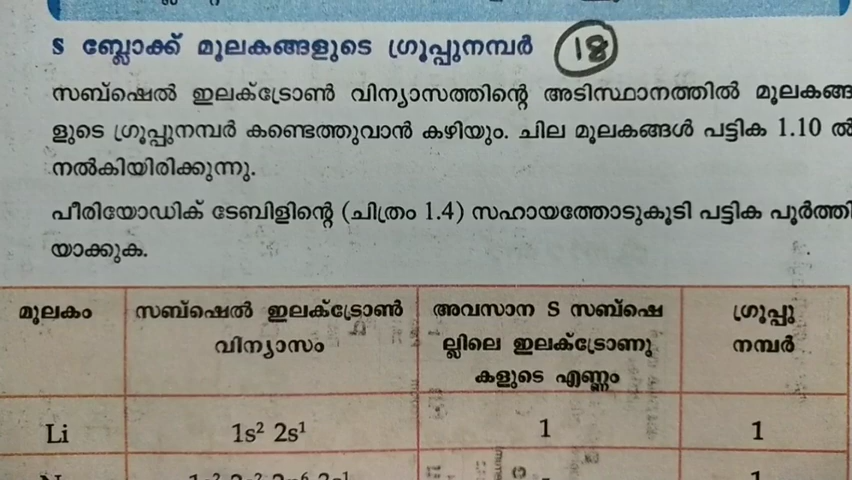 s ബ്ലോക്ക് മൂലകങ്ങളുടെ ഗ്രൂപ്പുനമ്പർ 18
സബ്ഷെൽ ഇലക്ട്രോൺ വിന്യാസത്തിന്റെ അടിസ്ഥാനത്തിൽ മൂലകങ്ങ
ളുടെ ഗ്രൂപ്പുനമ്പർ കണ്ടെത്തുവാൻ കഴിയും. ചില മൂലകങ്ങൾ പട്ടിക 1.10 ൽ
നൽകിയിരിക്കുന്നു.
പീരിയോഡിക് ടേബിളിന്റെ (ചിത്രം 1.4) സഹായത്തോടുകൂടി പട്ടിക പൂർത്തി
യാക്കുക.
മൂലകം സബ്ഷെൽ ഇലക്ട്രോൺ അവസാന S സബ്ഷെ ഗ്രൂപ്പു
വിന്യാസം ല്ലിലെ ഇലക്ട്രോണു നമ്പർ
കളുടെ എണ്ണം
Li 1s² 2s¹ 1 1